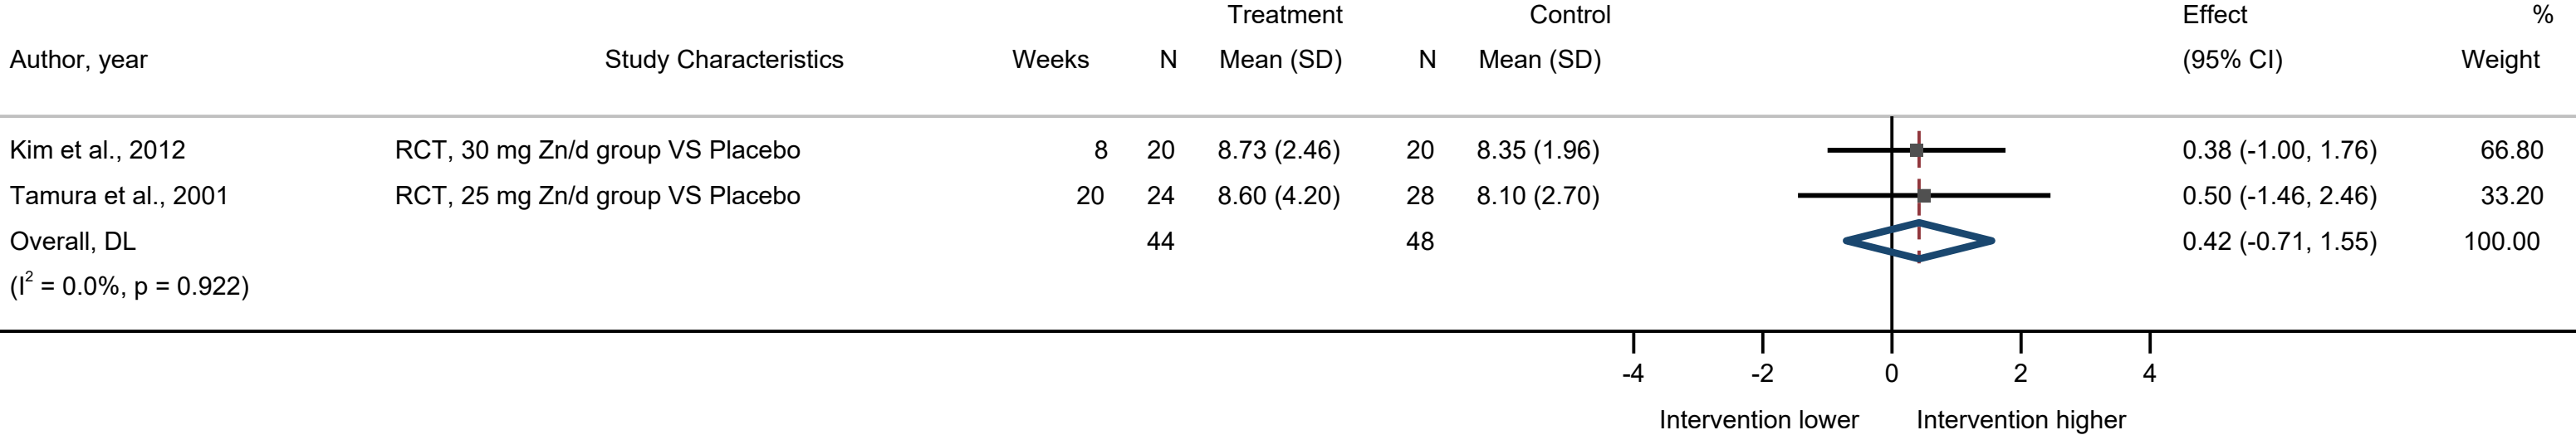 Treatment Control Effect %
Author, year Study Characteristics Weeks N Mean (SD) N Mean (SD) (95% CI) Weight
Kim et al., 2012 RCT, 30 mg Zn/d group VS Placebo 8 20 8.73 (2.46) 20 8.35 (1.96) 0.38 (-1.00, 1.76) 66.80
Tamura et al., 2001 RCT, 25 mg Zn/d group VS Placebo 20 24 8.60 (4.20) 28 8.10 (2.70) 0.50 (-1.46, 2.46) 33.20
Overall, DL 44 48 0.42 (-0.71, 1.55) 100.00
(I² = 0.0%, p = 0.922)
-4 -2 0 2 4
Intervention lower Intervention higher